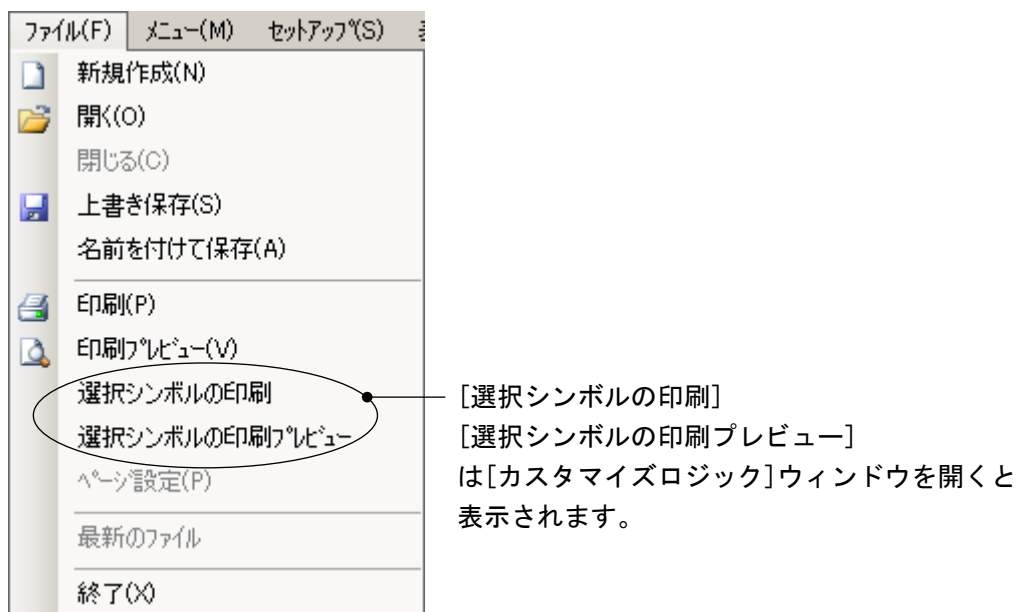 ファイル(F) メニュー(M) セットアップ(S)
新規作成(N)
開く(O)
閉じる(C)
上書き保存(S)
名前を付けて保存(A)
印刷(P)
印刷プレビュー(V)
選択シンボルの印刷
選択シンボルの印刷プレビュー
ページ設定(P)
最新のファイル
終了(X)
[選択シンボルの印刷]
[選択シンボルの印刷プレビュー]
は[カスタマイズロジック]ウィンドウを開くと
表示されます。